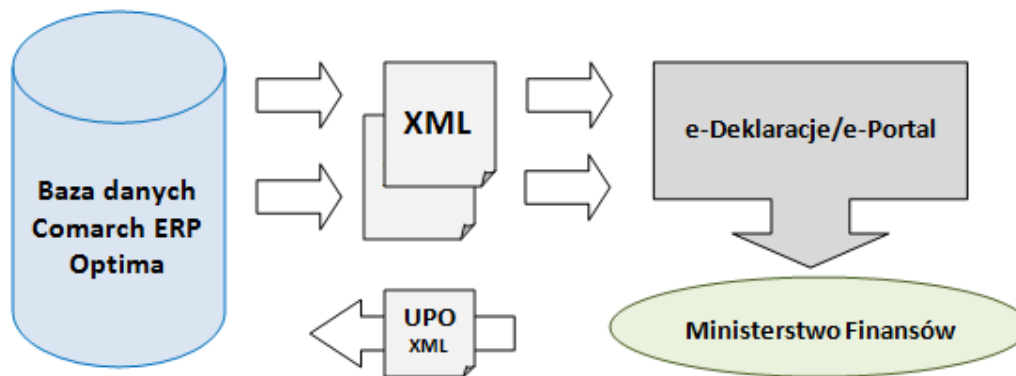 Baza danych
Comarch ERP
Optima
XML
e-Deklaracje/e-Portal
UPO
XML
Ministerstwo Finansów